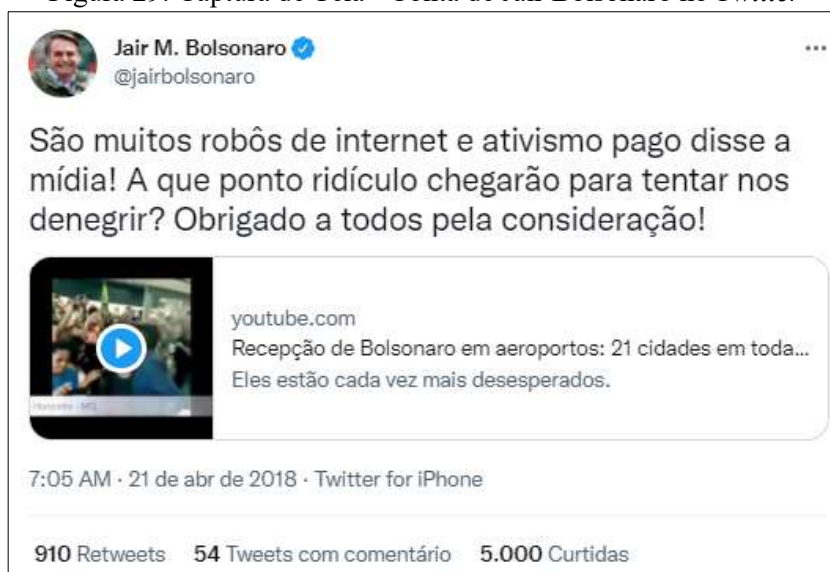 Figura 29: Captura de Tela - Conta de Jair Bolsonaro no Twitter
Jair M. Bolsonaro
@jairbolsonaro
São muitos robôs de internet e ativismo pago disse a
mídia! A que ponto ridículo chegarão para tentar nos
denegrir? Obrigado a todos pela consideração!
youtube.com
Recepção de Bolsonaro em aeroportos: 21 cidades em toda...
Eles estão cada vez mais desesperados.
7:05 AM · 21 de abr de 2018 · Twitter for iPhone
910 Retweets 54 Tweets com comentário 5.000 Curtidas